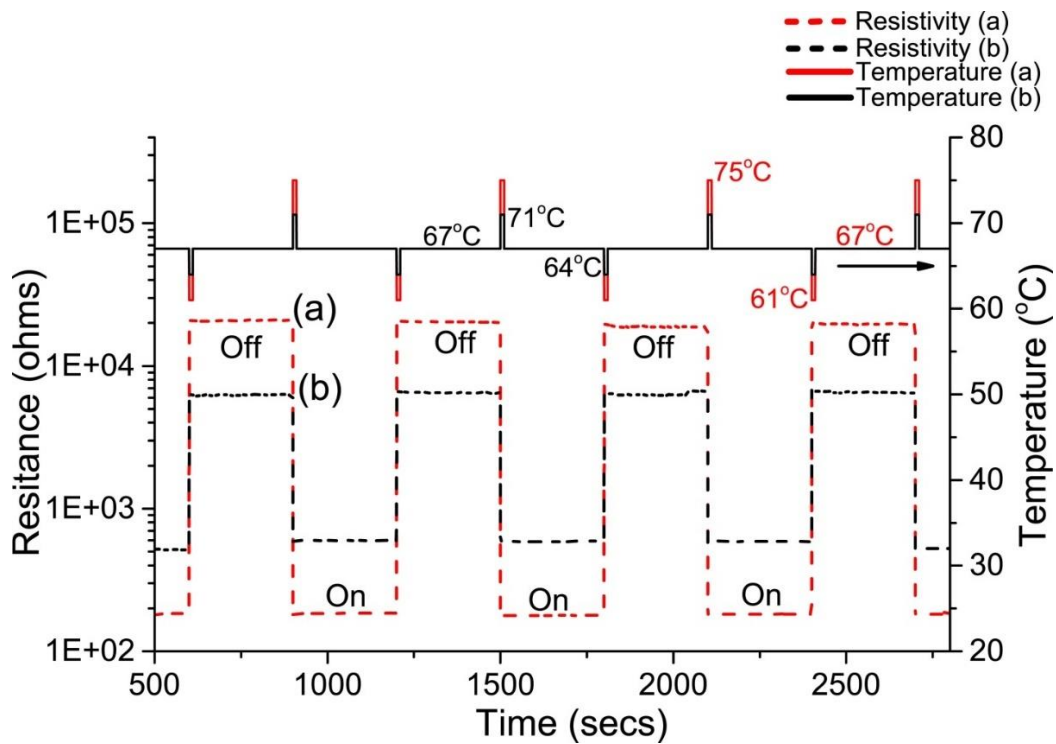 Resistivity (a)
Resistivity (b)
Temperature (a)
Temperature (b)
80
75°C
1E+05
67°C
71°C
67°C
70
64°C
61°C
60
(a)
Off
Off
Off
Off
1E+04
(b)
50
40
1E+03
30
On
On
On
1E+02
20
500
1000
1500
2000
2500
Time (secs)
Resitance (ohms)
Temperature (°C)